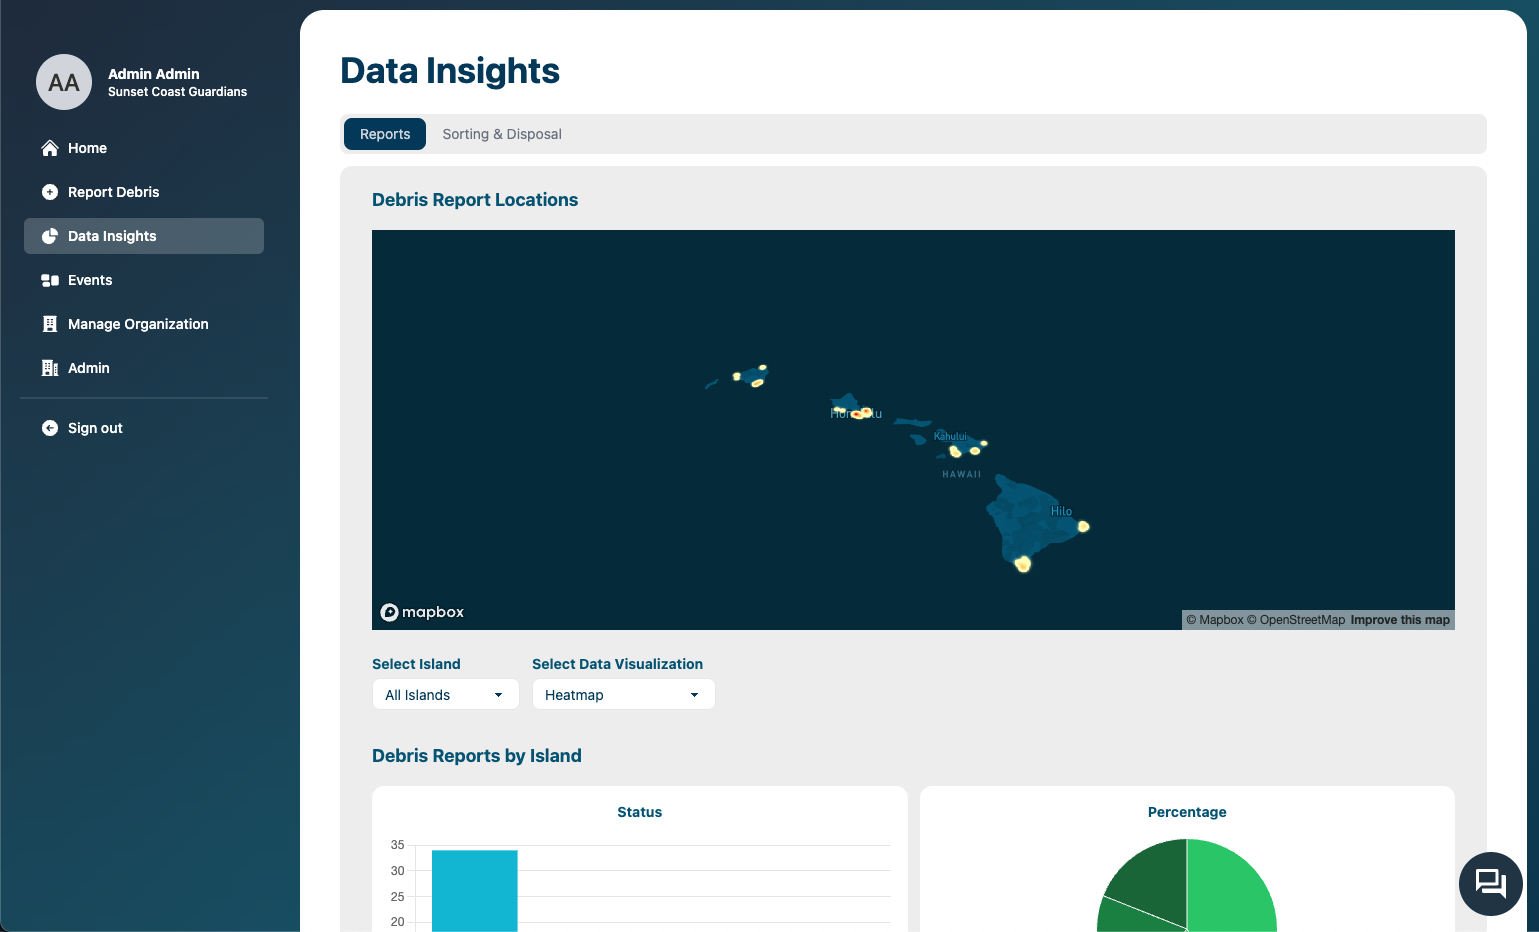 AA
Admin Admin
Sunset Coast Guardians
Home
Report Debris
Data Insights
Events
Manage Organization
Admin
Sign out
Data Insights
Reports
Sorting & Disposal
Debris Report Locations
Kahului
HAWAII
Hilo
mapbox
© Mapbox © OpenStreetMap Improve this map
Select Island
Select Data Visualization
All Islands
Heatmap
Debris Reports by Island
Status
35
30
25
20
Percentage